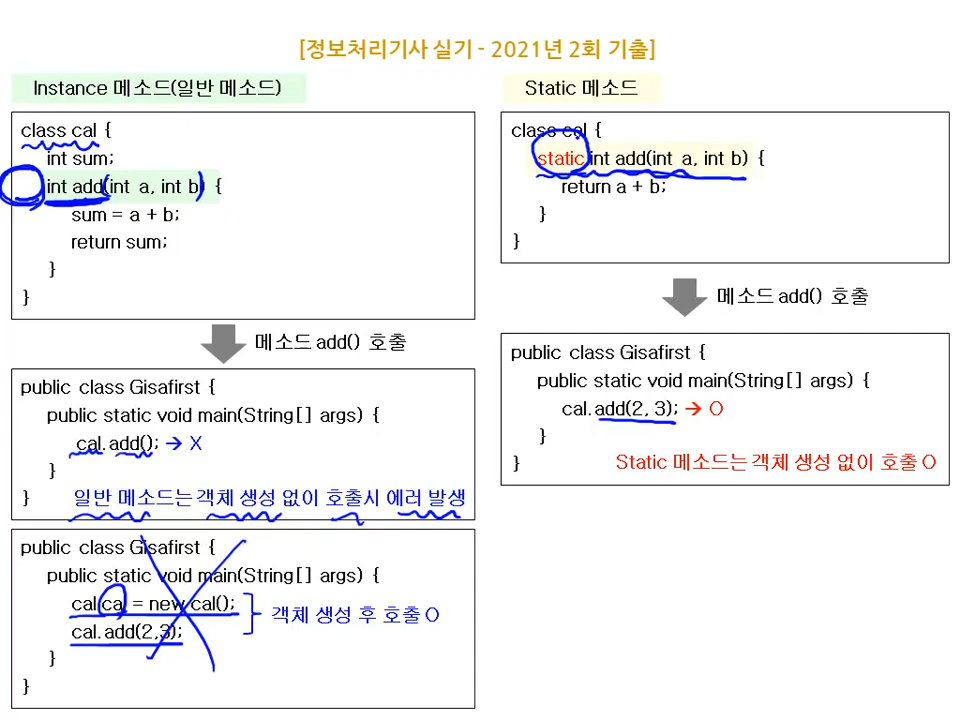 [정보처리기사 실기 - 2021년 2회 기출]
Instance 메소드(일반 메소드)
class cal {
int sum;
int add(int a, int b) {
sum = a + b;
return sum;
}
}
메소드 add() 호출
public class Gisafirst {
public static void main(String[] args) {
cal.add(); → X
}
}
일반 메소드는 객체 생성 없이 호출시 에러 발생
public class Gisafirst {
public static void main(String[] args) {
cal cal = new cal();
cal.add(2,3);
객체 생성 후 호출 O
}
}
Static 메소드
class cal {
static int add(int a, int b) {
return a + b;
}
}
메소드 add() 호출
public class Gisafirst {
public static void main(String[] args) {
cal.add(2, 3); → O
}
}
Static 메소드는 객체 생성 없이 호출 O